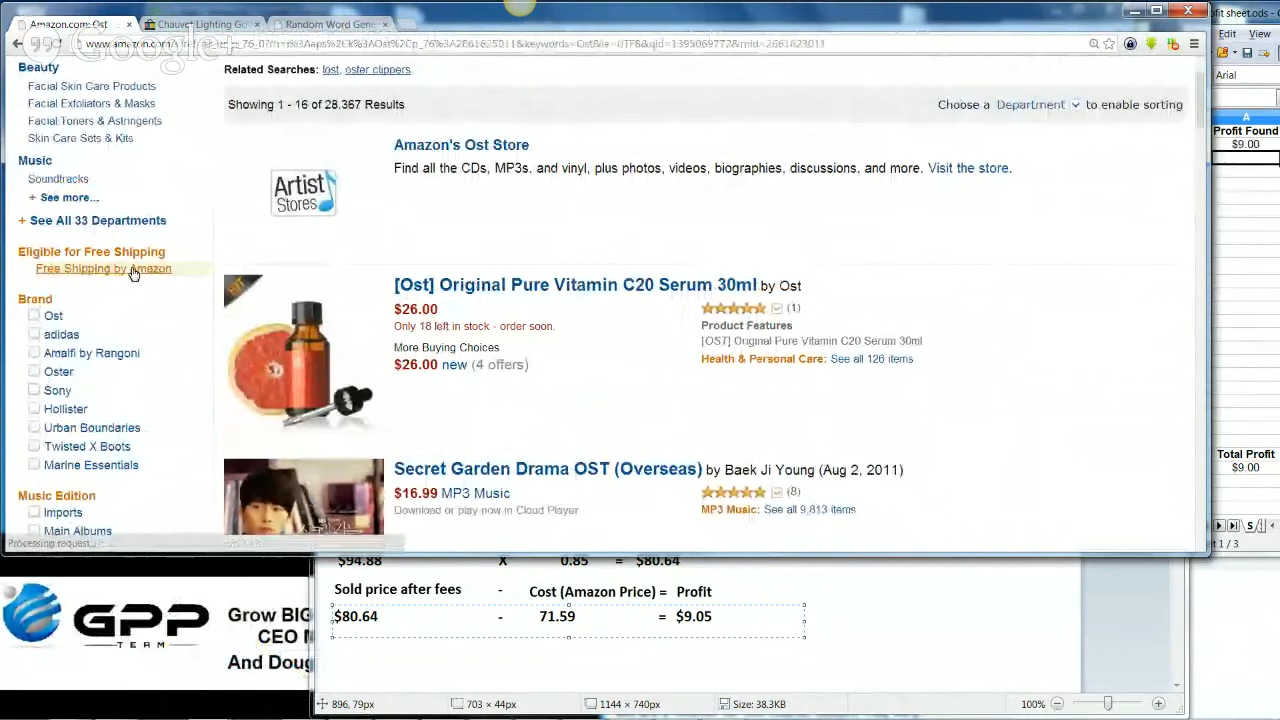 Amazon.com: Ost
Chauvet Lighting Go
Random Word Gene
ofit sheet.ods -
Google+
Edit View
Arial
A
Profit Found
$9.00
Total Profit
$9.00
t 1 / 3
Beauty
Facial Skin Care Products
Facial Exfoliators & Masks
Facial Toners & Astringents
Skin Care Sets & Kits
Music
Soundtracks
+ See more...
+ See All 33 Departments
Eligible for Free Shipping
Free Shipping by Amazon
Brand
Ost
adidas
Amalfi by Rangoni
Oster
Sony
Hollister
Urban Boundaries
Twisted X Boots
Marine Essentials
Music Edition
Imports
Main Albums
Processing request...
Related Searches: lost, oster clippers
Showing 1 - 16 of 28,367 Results
Choose a Department to enable sorting
Amazon's Ost Store
Find all the CDs, MP3s, and vinyl, plus photos, videos, biographies, discussions, and more. Visit the store.
Artist
Stores
[Ost] Original Pure Vitamin C20 Serum 30ml by Ost
$26.00
Only 18 left in stock - order soon.
More Buying Choices
$26.00 new (4 offers)
(1)
Product Features
[OST] Original Pure Vitamin C20 Serum 30ml
Health & Personal Care: See all 126 items
Secret Garden Drama OST (Overseas) by Baek Ji Young (Aug 2, 2011)
$16.99 MP3 Music
Download or play now in Cloud Player
(8)
MP3 Music: See all 9,813 items
$94.88 X 0.85 = $80.64
Sold price after fees - Cost (Amazon Price) = Profit
$80.64 - 71.59 = $9.05
GPP
TEAM
Grow BIG
CEO
And Doug
896, 79px
703 × 44px
1144 × 740px
Size: 38.3KB
100%